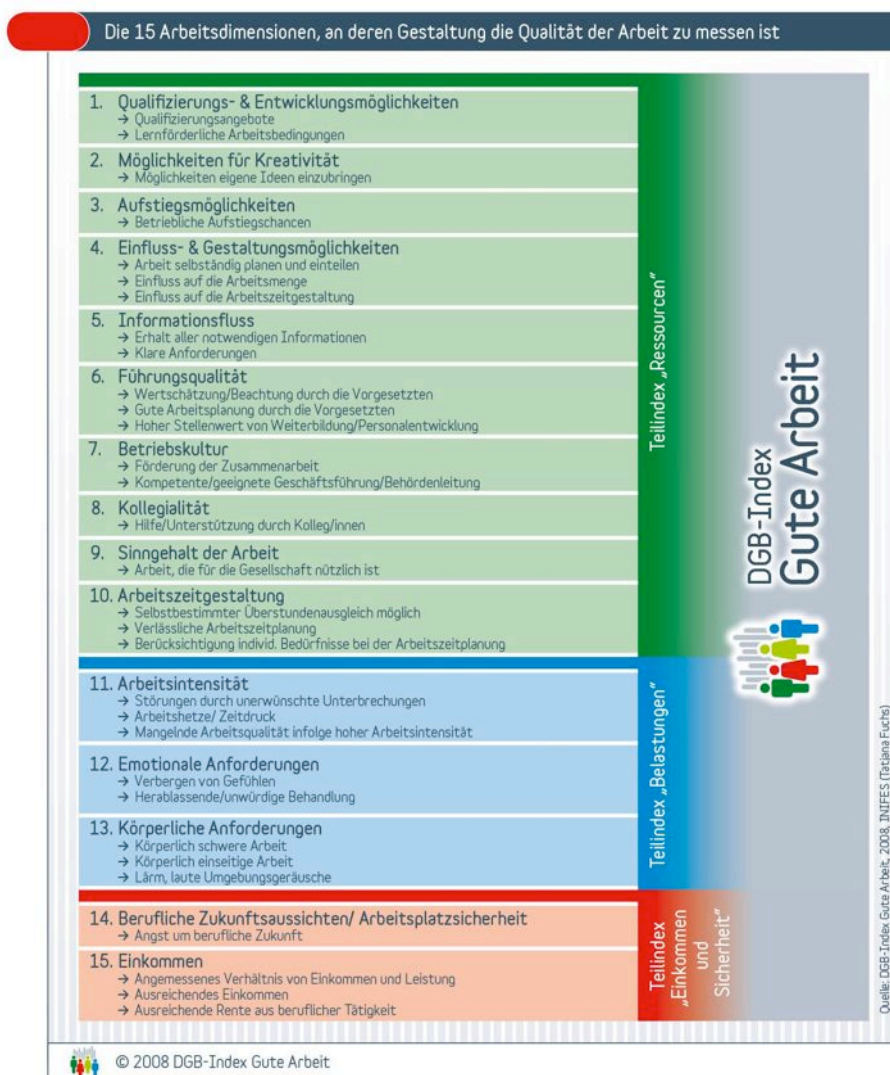 Die 15 Arbeitsdimensionen, an deren Gestaltung die Qualität der Arbeit zu messen ist
1. Qualifizierungs- & Entwicklungsmöglichkeiten
→ Qualifizierungsangebote
→ Lernförderliche Arbeitsbedingungen
2. Möglichkeiten für Kreativität
→ Möglichkeiten eigene Ideen einzubringen
3. Aufstiegsmöglichkeiten
→ Betriebliche Aufstiegschancen
4. Einfluss- & Gestaltungsmöglichkeiten
→ Arbeit selbständig planen und einteilen
→ Einfluss auf die Arbeitsmenge
→ Einfluss auf die Arbeitszeitgestaltung
5. Informationsfluss
→ Erhalt aller notwendigen Informationen
→ Klare Anforderungen
6. Führungsqualität
→ Wertschätzung/Beachtung durch die Vorgesetzten
→ Gute Arbeitsplanung durch die Vorgesetzten
→ Hoher Stellenwert von Weiterbildung/Personalentwicklung
7. Betriebskultur
→ Förderung der Zusammenarbeit
→ Kompetente/geeignete Geschäftsführung/Behördenleitung
8. Kollegialität
→ Hilfe/Unterstützung durch Kolleg/innen
9. Sinngehalt der Arbeit
→ Arbeit, die für die Gesellschaft nützlich ist
10. Arbeitszeitgestaltung
→ Selbstbestimmter Überstundenausgleich möglich
→ Verlässliche Arbeitszeitplanung
→ Berücksichtigung individ. Bedürfnisse bei der Arbeitszeitplanung
Teilindex „Ressourcen"
11. Arbeitsintensität
→ Störungen durch unerwünschte Unterbrechungen
→ Arbeitshetze/ Zeitdruck
→ Mangelnde Arbeitsqualität infolge hoher Arbeitsintensität
12. Emotionale Anforderungen
→ Verbergen von Gefühlen
→ Herablassende/unwürdige Behandlung
13. Körperliche Anforderungen
→ Körperlich schwere Arbeit
→ Körperlich einseitige Arbeit
→ Lärm, laute Umgebungsgeräusche
Teilindex „Belastungen"
14. Berufliche Zukunftsaussichten/ Arbeitsplatzsicherheit
→ Angst um berufliche Zukunft
15. Einkommen
→ Angemessenes Verhältnis von Einkommen und Leistung
→ Ausreichendes Einkommen
→ Ausreichende Rente aus beruflicher Tätigkeit
Teilindex
„Einkommen
und
Sicherheit"
DGB-Index
Gute Arbeit
Quelle: DGB-Index Gute Arbeit, 2008, INIFES (Tatjana Fuchs)
© 2008 DGB-Index Gute Arbeit